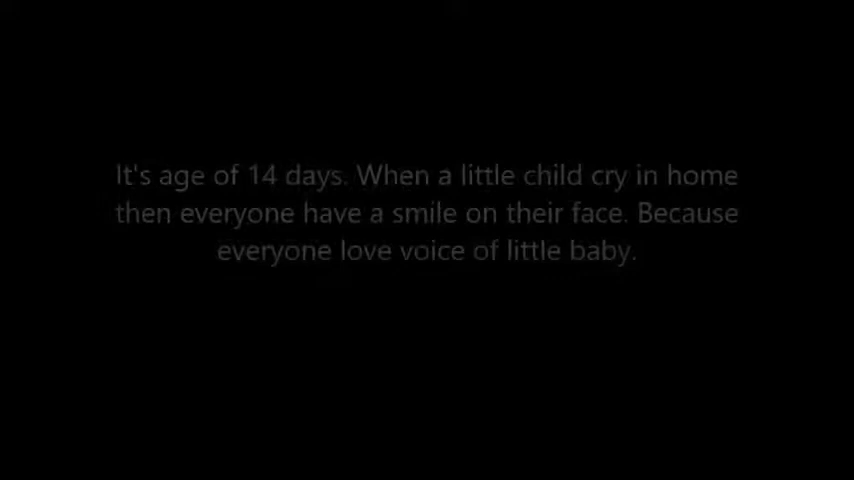 It's age of 14 days. When a little child cry in home
then everyone have a smile on their face. Because
everyone love voice of little baby.